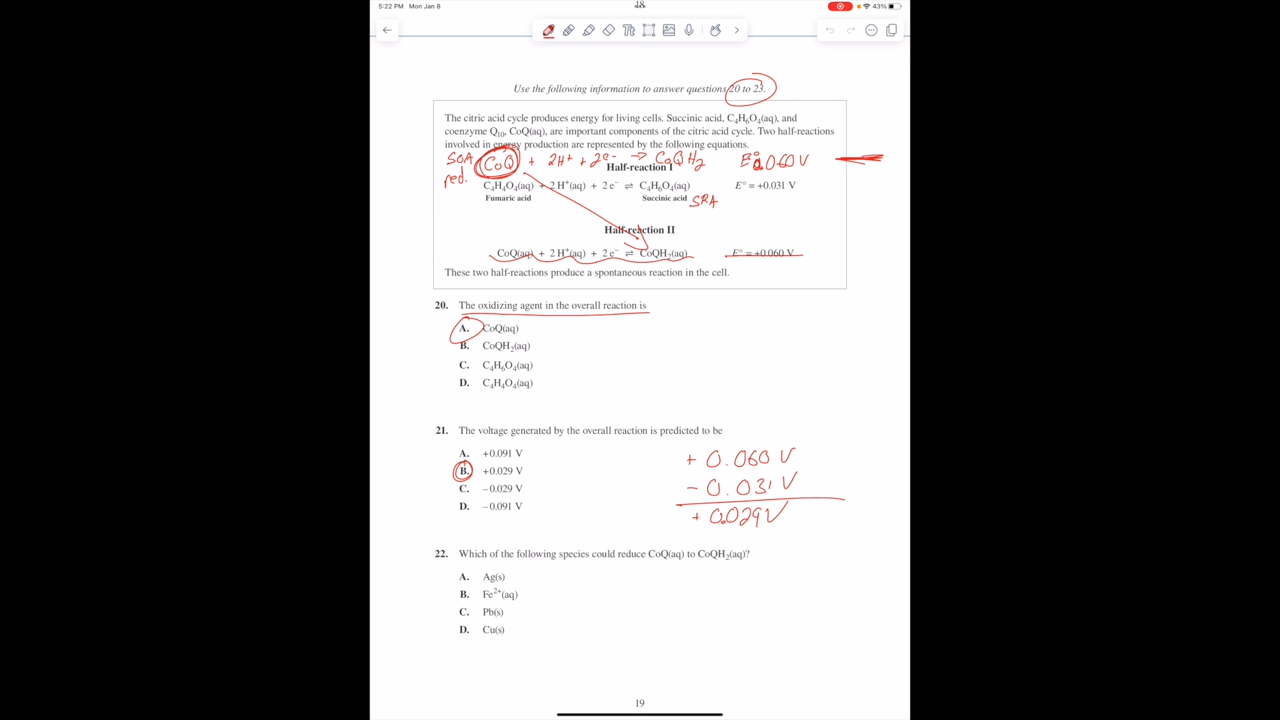 5:22 PM Mon Jan 8
48
43%
Use the following information to answer questions 20 to 23.
The citric acid cycle produces energy for living cells. Succinic acid, C₄H₆O₄(aq), and
coenzyme Q₁₀, CoQ(aq), are important components of the citric acid cycle. Two half-reactions
involved in energy production are represented by the following equations.
SOA CoQ + 2H⁺ + 2e⁻ → CoQH₂ E° 0.060 V
red.
Half-reaction I
C₄H₄O₄(aq) + 2 H⁺(aq) + 2 e⁻ ⇌ C₄H₆O₄(aq) E° = +0.031 V
Fumaric acid Succinic acid SRA
Half-reaction II
CoQ(aq) + 2 H⁺(aq) + 2 e⁻ ⇌ CoQH₂(aq) E° = +0.060 V
These two half-reactions produce a spontaneous reaction in the cell.
20. The oxidizing agent in the overall reaction is
A. CoQ(aq)
B. CoQH₂(aq)
C. C₄H₆O₄(aq)
D. C₄H₄O₄(aq)
21. The voltage generated by the overall reaction is predicted to be
A. +0.091 V
B. +0.029 V
C. −0.029 V
D. −0.091 V
+ 0.060 V
− 0.031 V
+ 0.029 V
22. Which of the following species could reduce CoQ(aq) to CoQH₂(aq)?
A. Ag(s)
B. Fe²⁺(aq)
C. Pb(s)
D. Cu(s)
19